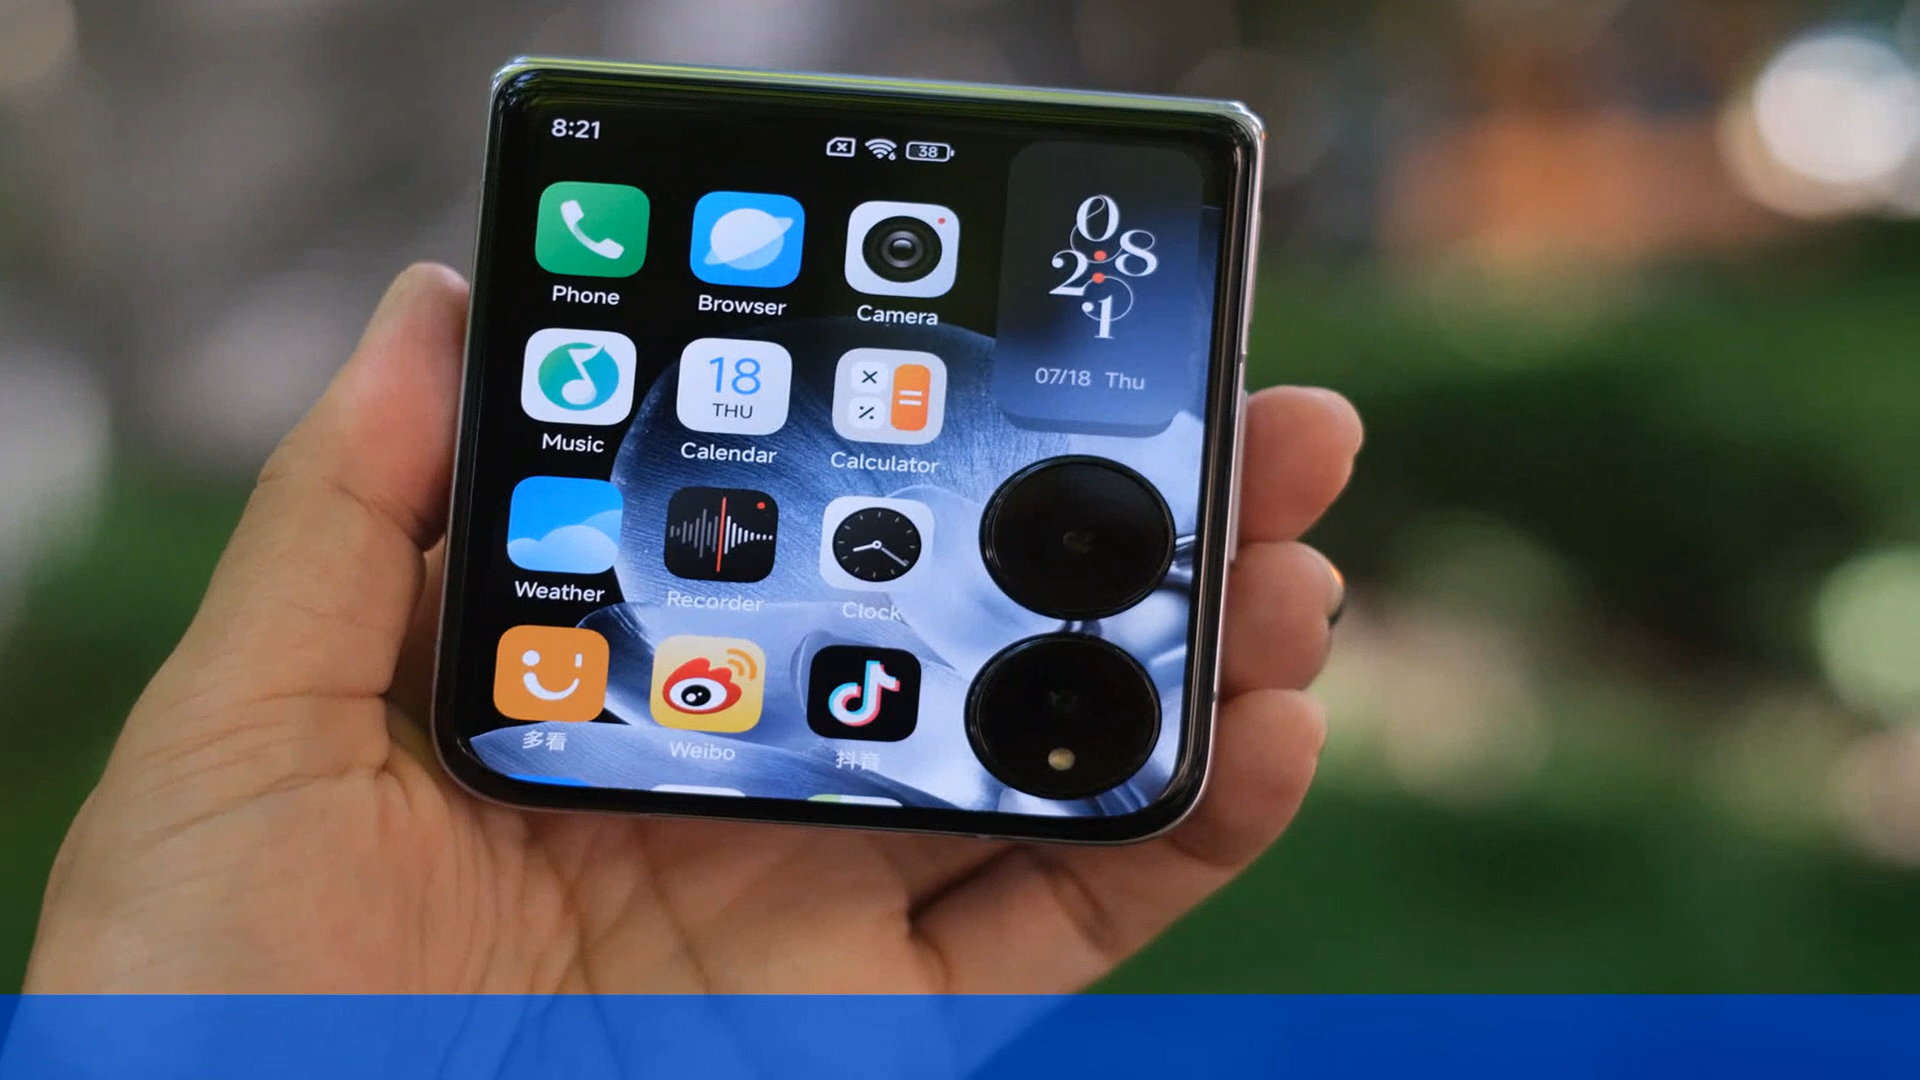 8:21
38
Phone
Browser
Camera
08
21
07/18 Thu
Music
18
THU
Calendar
Calculator
Weather
Recorder
Clock
多看
Weibo
抖音